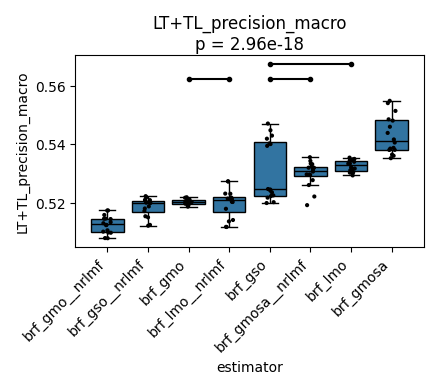 LT+TL_precision_macro
p = 2.96e-18
LT+TL_precision_macro
0.56
0.54
0.52
brf_gmo__nrlmf
brf_gso__nrlmf
brf_gmo
brf_lmo__nrlmf
brf_gso
brf_gmosa__nrlmf
brf_lmo
brf_gmosa
estimator